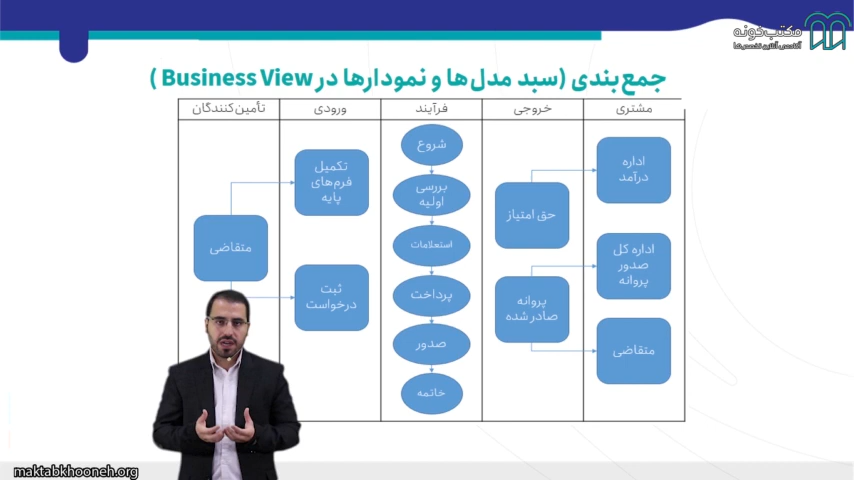 مکتب‌خونه
آکادمی آنلاین تخصص‌ها
جمع‌بندی (سبد مدل‌ها و نمودارها در Business View )
تأمین‌کنندگان
ورودی
فرآیند
خروجی
مشتری
متقاضی
تکمیل
فرم‌های
پایه
ثبت
درخواست
شروع
بررسی
اولیه
استعلامات
پرداخت
صدور
خاتمه
حق امتیاز
پروانه
صادر شده
اداره
درآمد
اداره کل
صدور
پروانه
متقاضی
maktabkhooneh.org